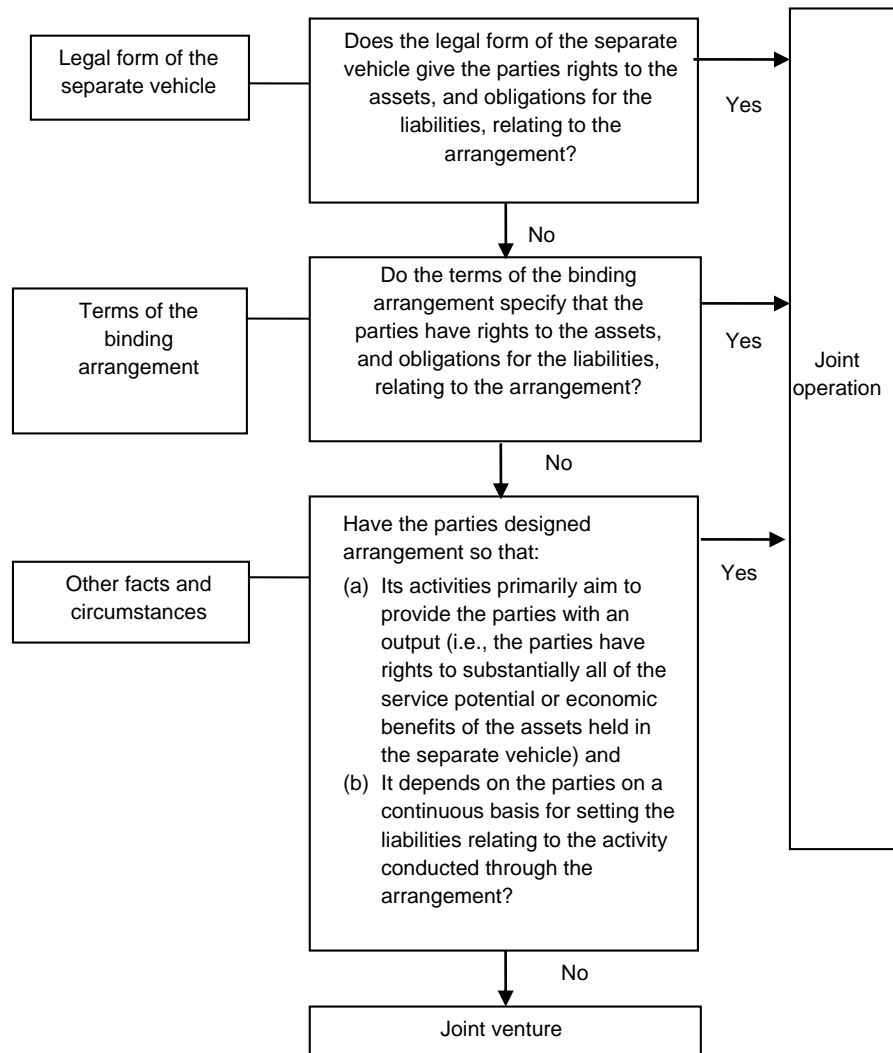 Legal form of the
separate vehicle
Does the legal form of the separate
vehicle give the parties rights to the
assets, and obligations for the
liabilities, relating to the
arrangement?
Yes
No
Terms of the
binding
arrangement
Do the terms of the binding
arrangement specify that the
parties have rights to the assets,
and obligations for the liabilities,
relating to the arrangement?
Yes
Joint
operation
No
Other facts and
circumstances
Have the parties designed
arrangement so that:
(a) Its activities primarily aim to
provide the parties with an
output (i.e., the parties have
rights to substantially all of the
service potential or economic
benefits of the assets held in
the separate vehicle) and
(b) It depends on the parties on a
continuous basis for setting the
liabilities relating to the activity
conducted through the
arrangement?
Yes
No
Joint venture